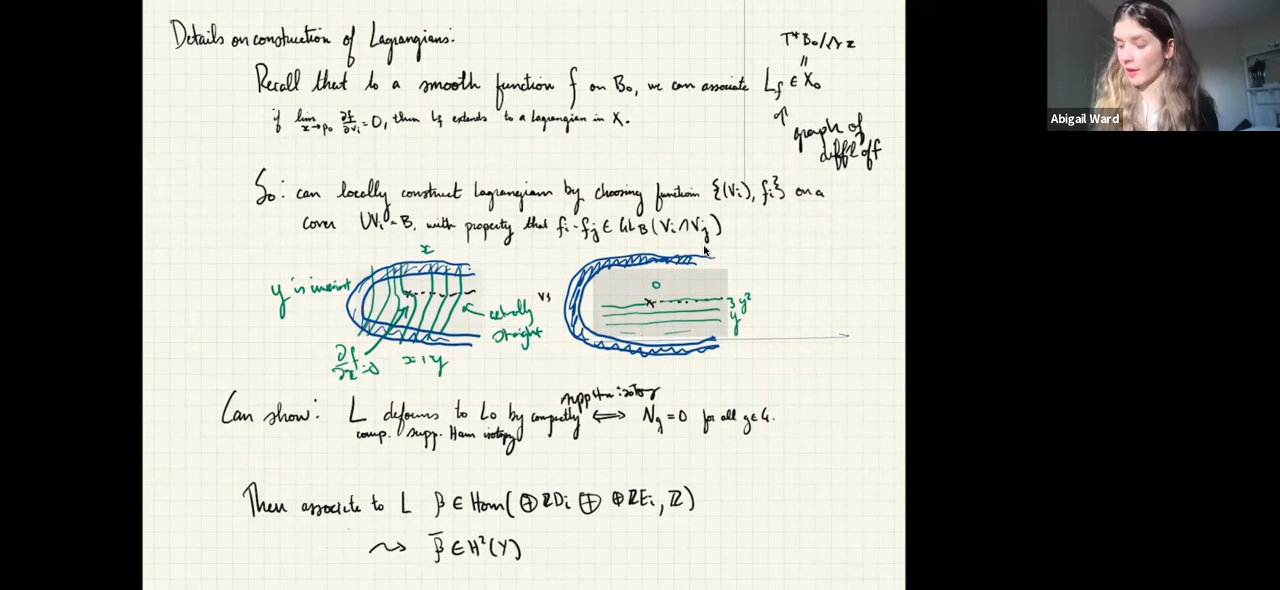 Details on construction of Lagrangians:
T*B₀/Λ_Z
=
Recall that to a smooth function f on B₀, we can associate L_f ∈ X₀
if lim_{x→p₀} ∂f/∂v_i = 0, then L_f extends to a Lagrangian in X.
graph of
diff'l of f
So: can locally construct Lagrangian by choosing function {(V_i), f_i} on a
cover UV_i = B, with property that f_i - f_j ∈ (V_i ∩ V_j)
x
y is invariant
vs
0
3y²
y
straight
∂f/∂x = 0
x+y
Can show: L deforms to L₀ by compactly supp Ham isotopy ⟺ N_g = 0 for all g ∈ G.
comp. supp. Ham isotopy
Then associate to L β ∈ Hom(⊕ZD_i ⊕ ⊕ZE_i, Z)
⇝ β̄ ∈ H²(Y)
Abigail Ward